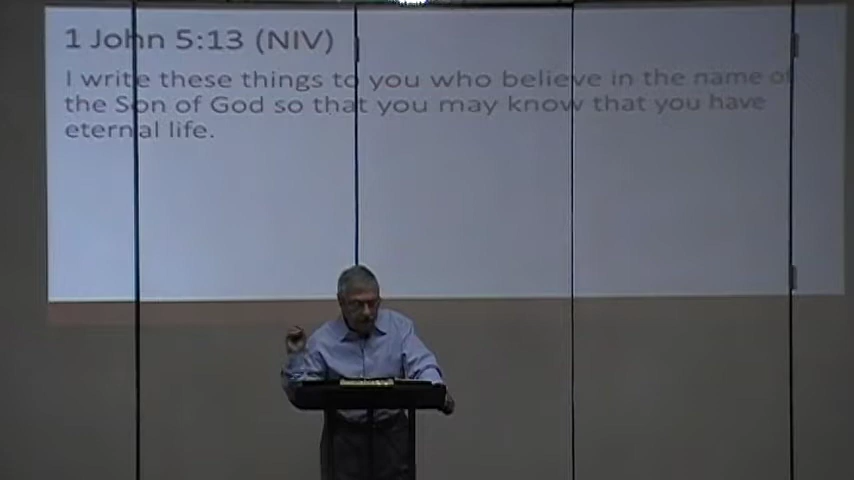 1 John 5:13 (NIV)
I write these things to you who believe in the name of
the Son of God so that you may know that you have
eternal life.